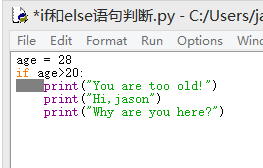 *if和else语句判断.py - C:/Users/ja
File Edit Format Run Options Window
age = 28
if age>20:
    print("You are too old!")
    print("Hi,jason")
    print("Why are you here?")